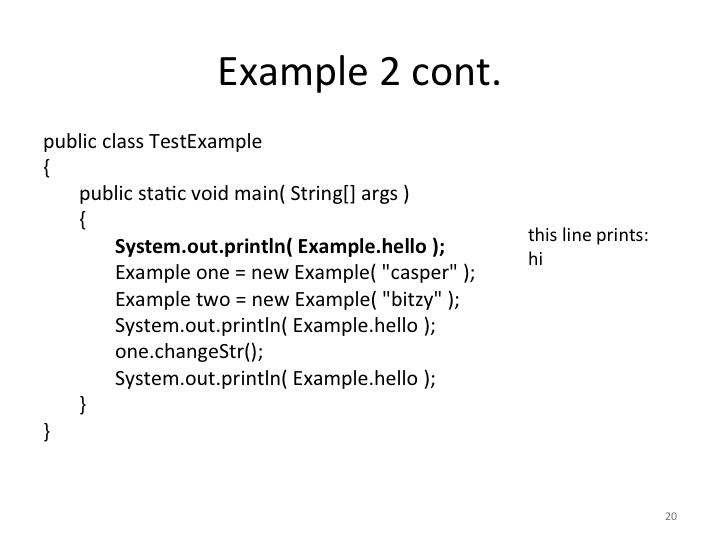 Example 2 cont.
public class TestExample
{
public static void main( String[] args )
{
System.out.println( Example.hello );
Example one = new Example( "casper" );
Example two = new Example( "bitzy" );
System.out.println( Example.hello );
one.changeStr();
System.out.println( Example.hello );
}
}
this line prints:
hi
20